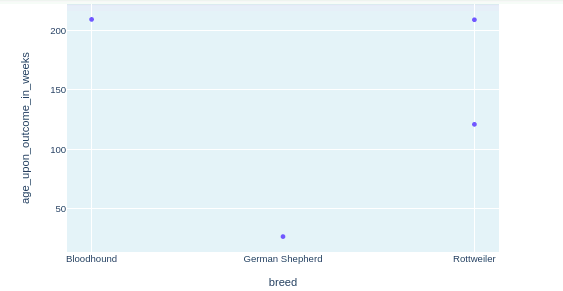 age_upon_outcome_in_weeks
200
150
100
50
Bloodhound
German Shepherd
Rottweiler
breed